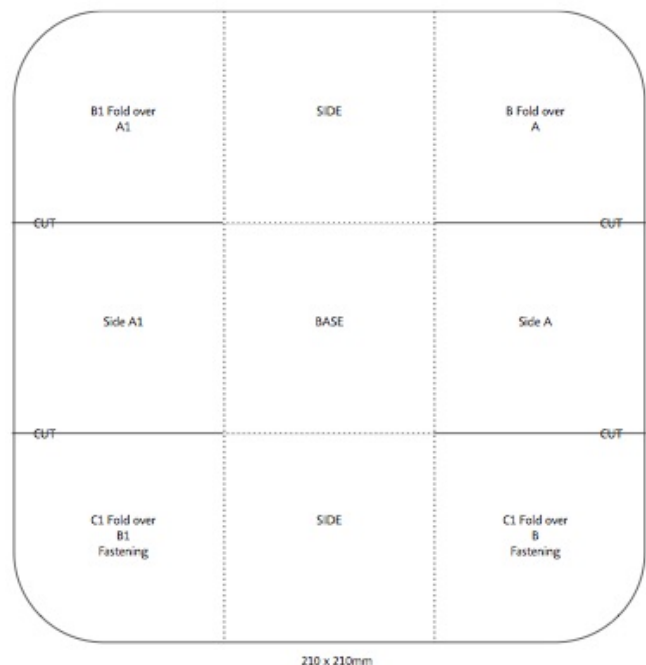 B1 Fold over
A1
SIDE
B Fold over
A
CUT
CUT
Side A1
BASE
Side A
CUT
CUT
C1 Fold over
B1
Fastening
SIDE
C1 Fold over
B
Fastening
210 x 210mm